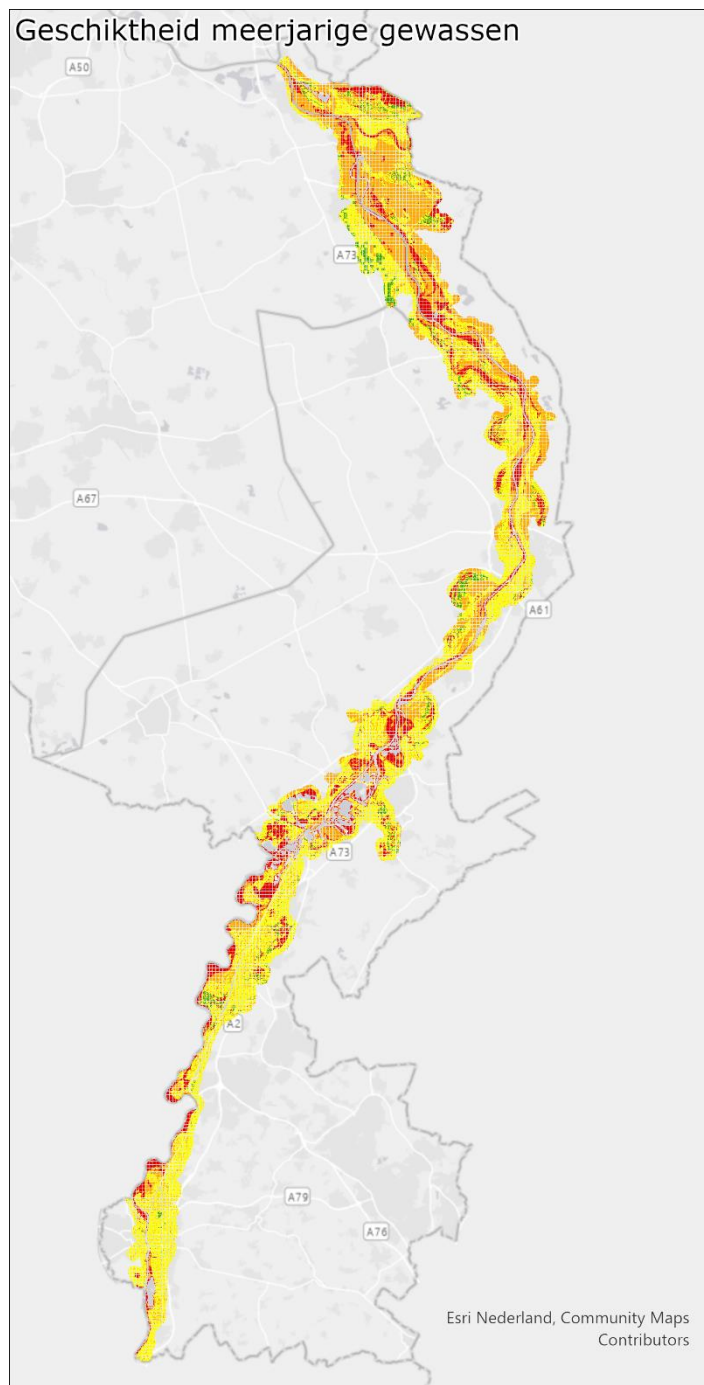 Geschiktheid meerjarige gewassen
A50
A73
A67
A61
A73
A2
A79
A76
Esri Nederland, Community Maps
Contributors